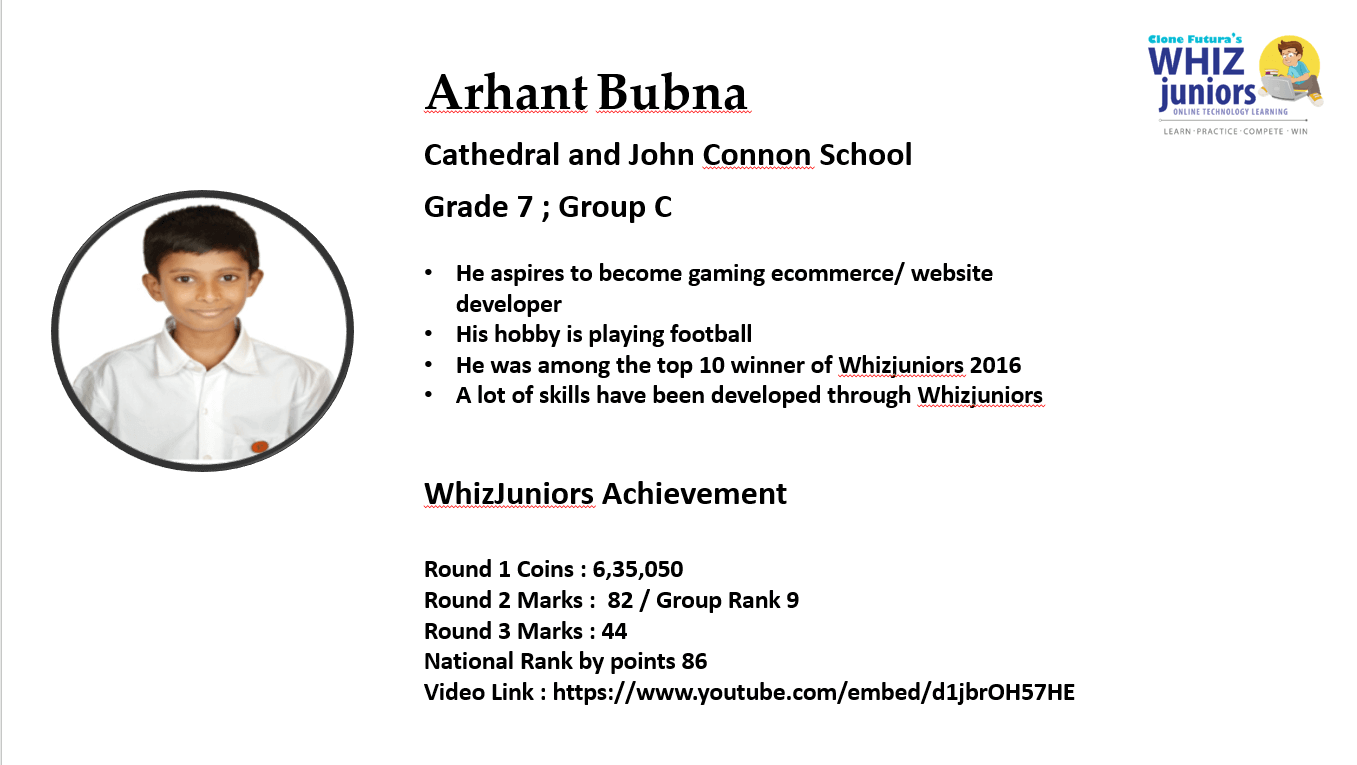 Clone Futura's
WHIZ
juniors
ONLINE TECHNOLOGY LEARNING
LEARN · PRACTICE · COMPETE · WIN
Arhant Bubna
Cathedral and John Connon School
Grade 7 ; Group C
• He aspires to become gaming ecommerce/ website
developer
• His hobby is playing football
• He was among the top 10 winner of Whizjuniors 2016
• A lot of skills have been developed through Whizjuniors
WhizJuniors Achievement
Round 1 Coins : 6,35,050
Round 2 Marks :  82 / Group Rank 9
Round 3 Marks : 44
National Rank by points 86
Video Link : https://www.youtube.com/embed/d1jbrOH57HE